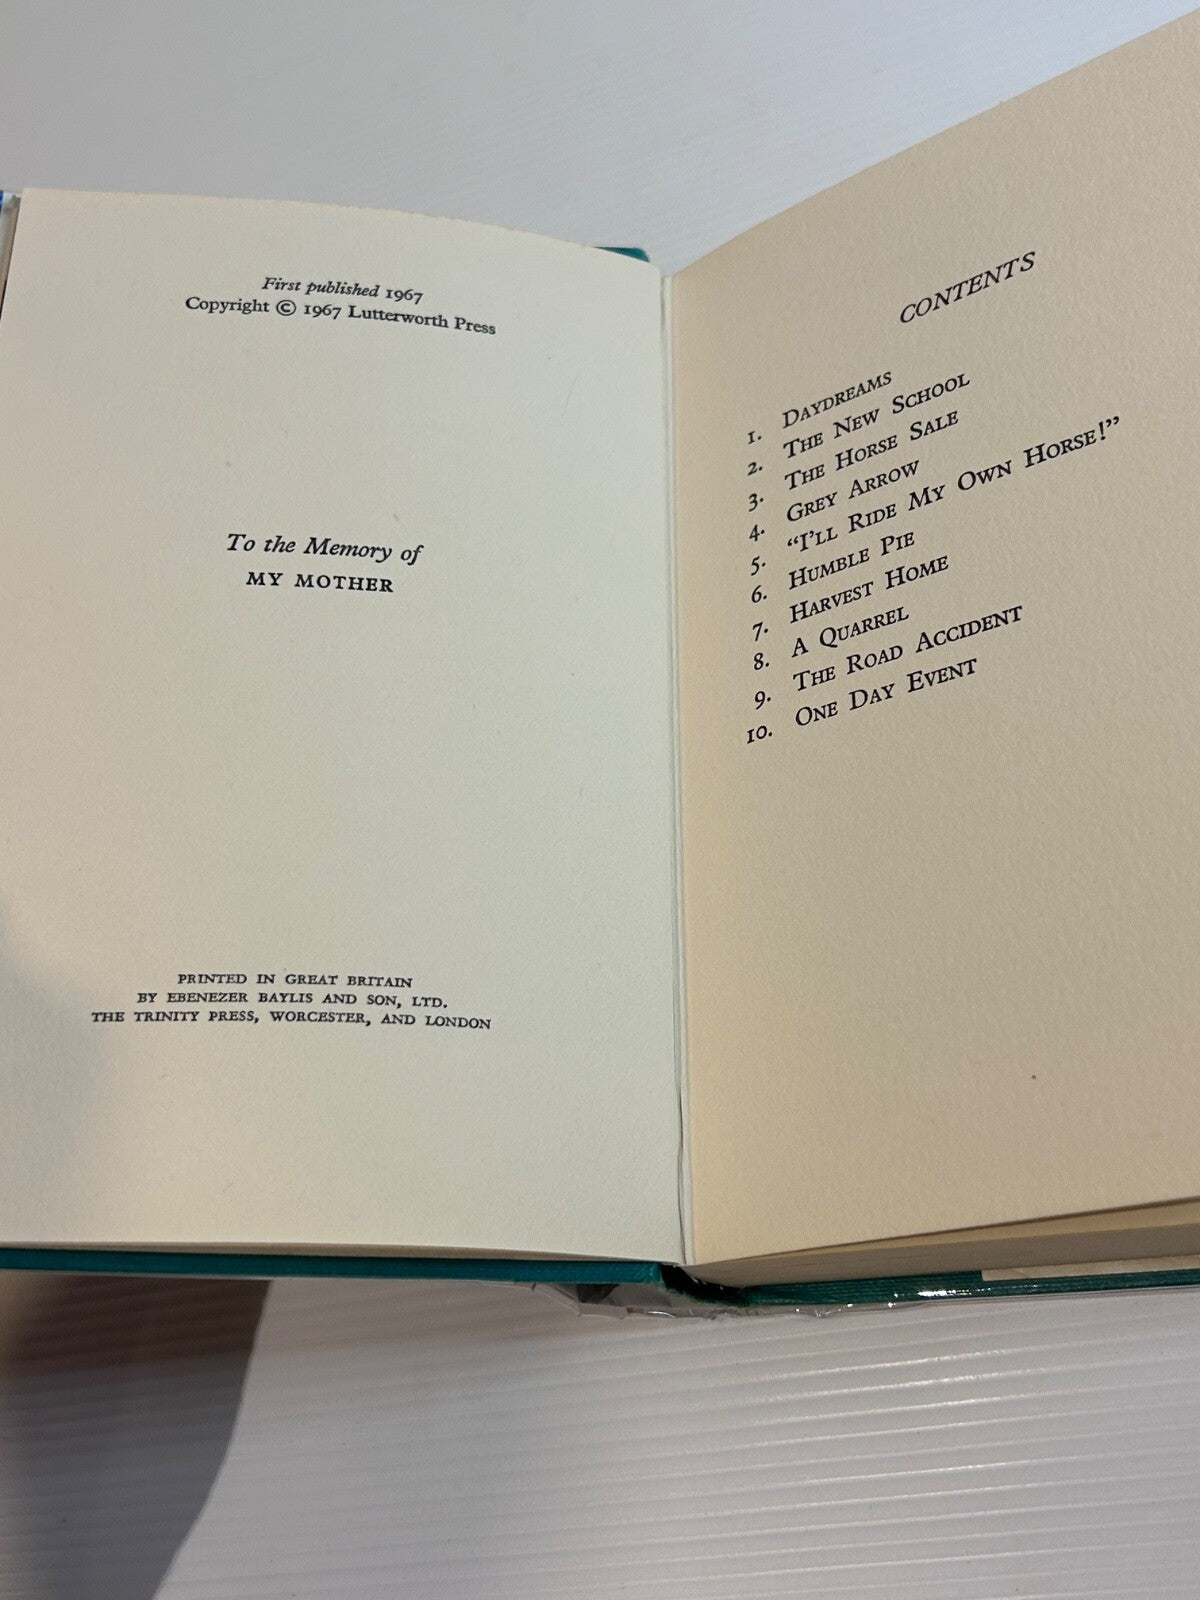 First published 1967
Copyright © 1967 Lutterworth Press
To the Memory of
MY MOTHER
PRINTED IN GREAT BRITAIN
BY EBENEZER BAYLIS AND SON, LTD.
THE TRINITY PRESS, WORCESTER, AND LONDON
CONTENTS
1. DAYDREAMS
2. THE NEW SCHOOL
3. THE HORSE SALE
4. GREY ARROW
5. “I’LL RIDE MY OWN HORSE!”
6. HUMBLE PIE
7. HARVEST HOME
8. A QUARREL
9. THE ROAD ACCIDENT
10. ONE DAY EVENT